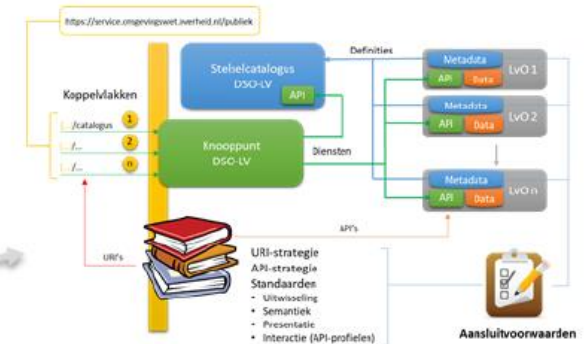 https://service.omgevingswet.overheid.nl/publiek
Koppelvlakken
/.../catalogus
1
/...
2
/...
n
Stelselcatalogus
DSO-LV
API
Knooppunt
DSO-LV
Definities
Diensten
Metadata
API
Data
LvO 1
Metadata
API
Data
LvO 2
Metadata
API
Data
LvO n
URI's
API's
URI-strategie
API-strategie
Standaarden
- Uitwisseling
• Semantiek
- Presentatie
• Interactie (API-profielen)
Aansluitvoorwaarden